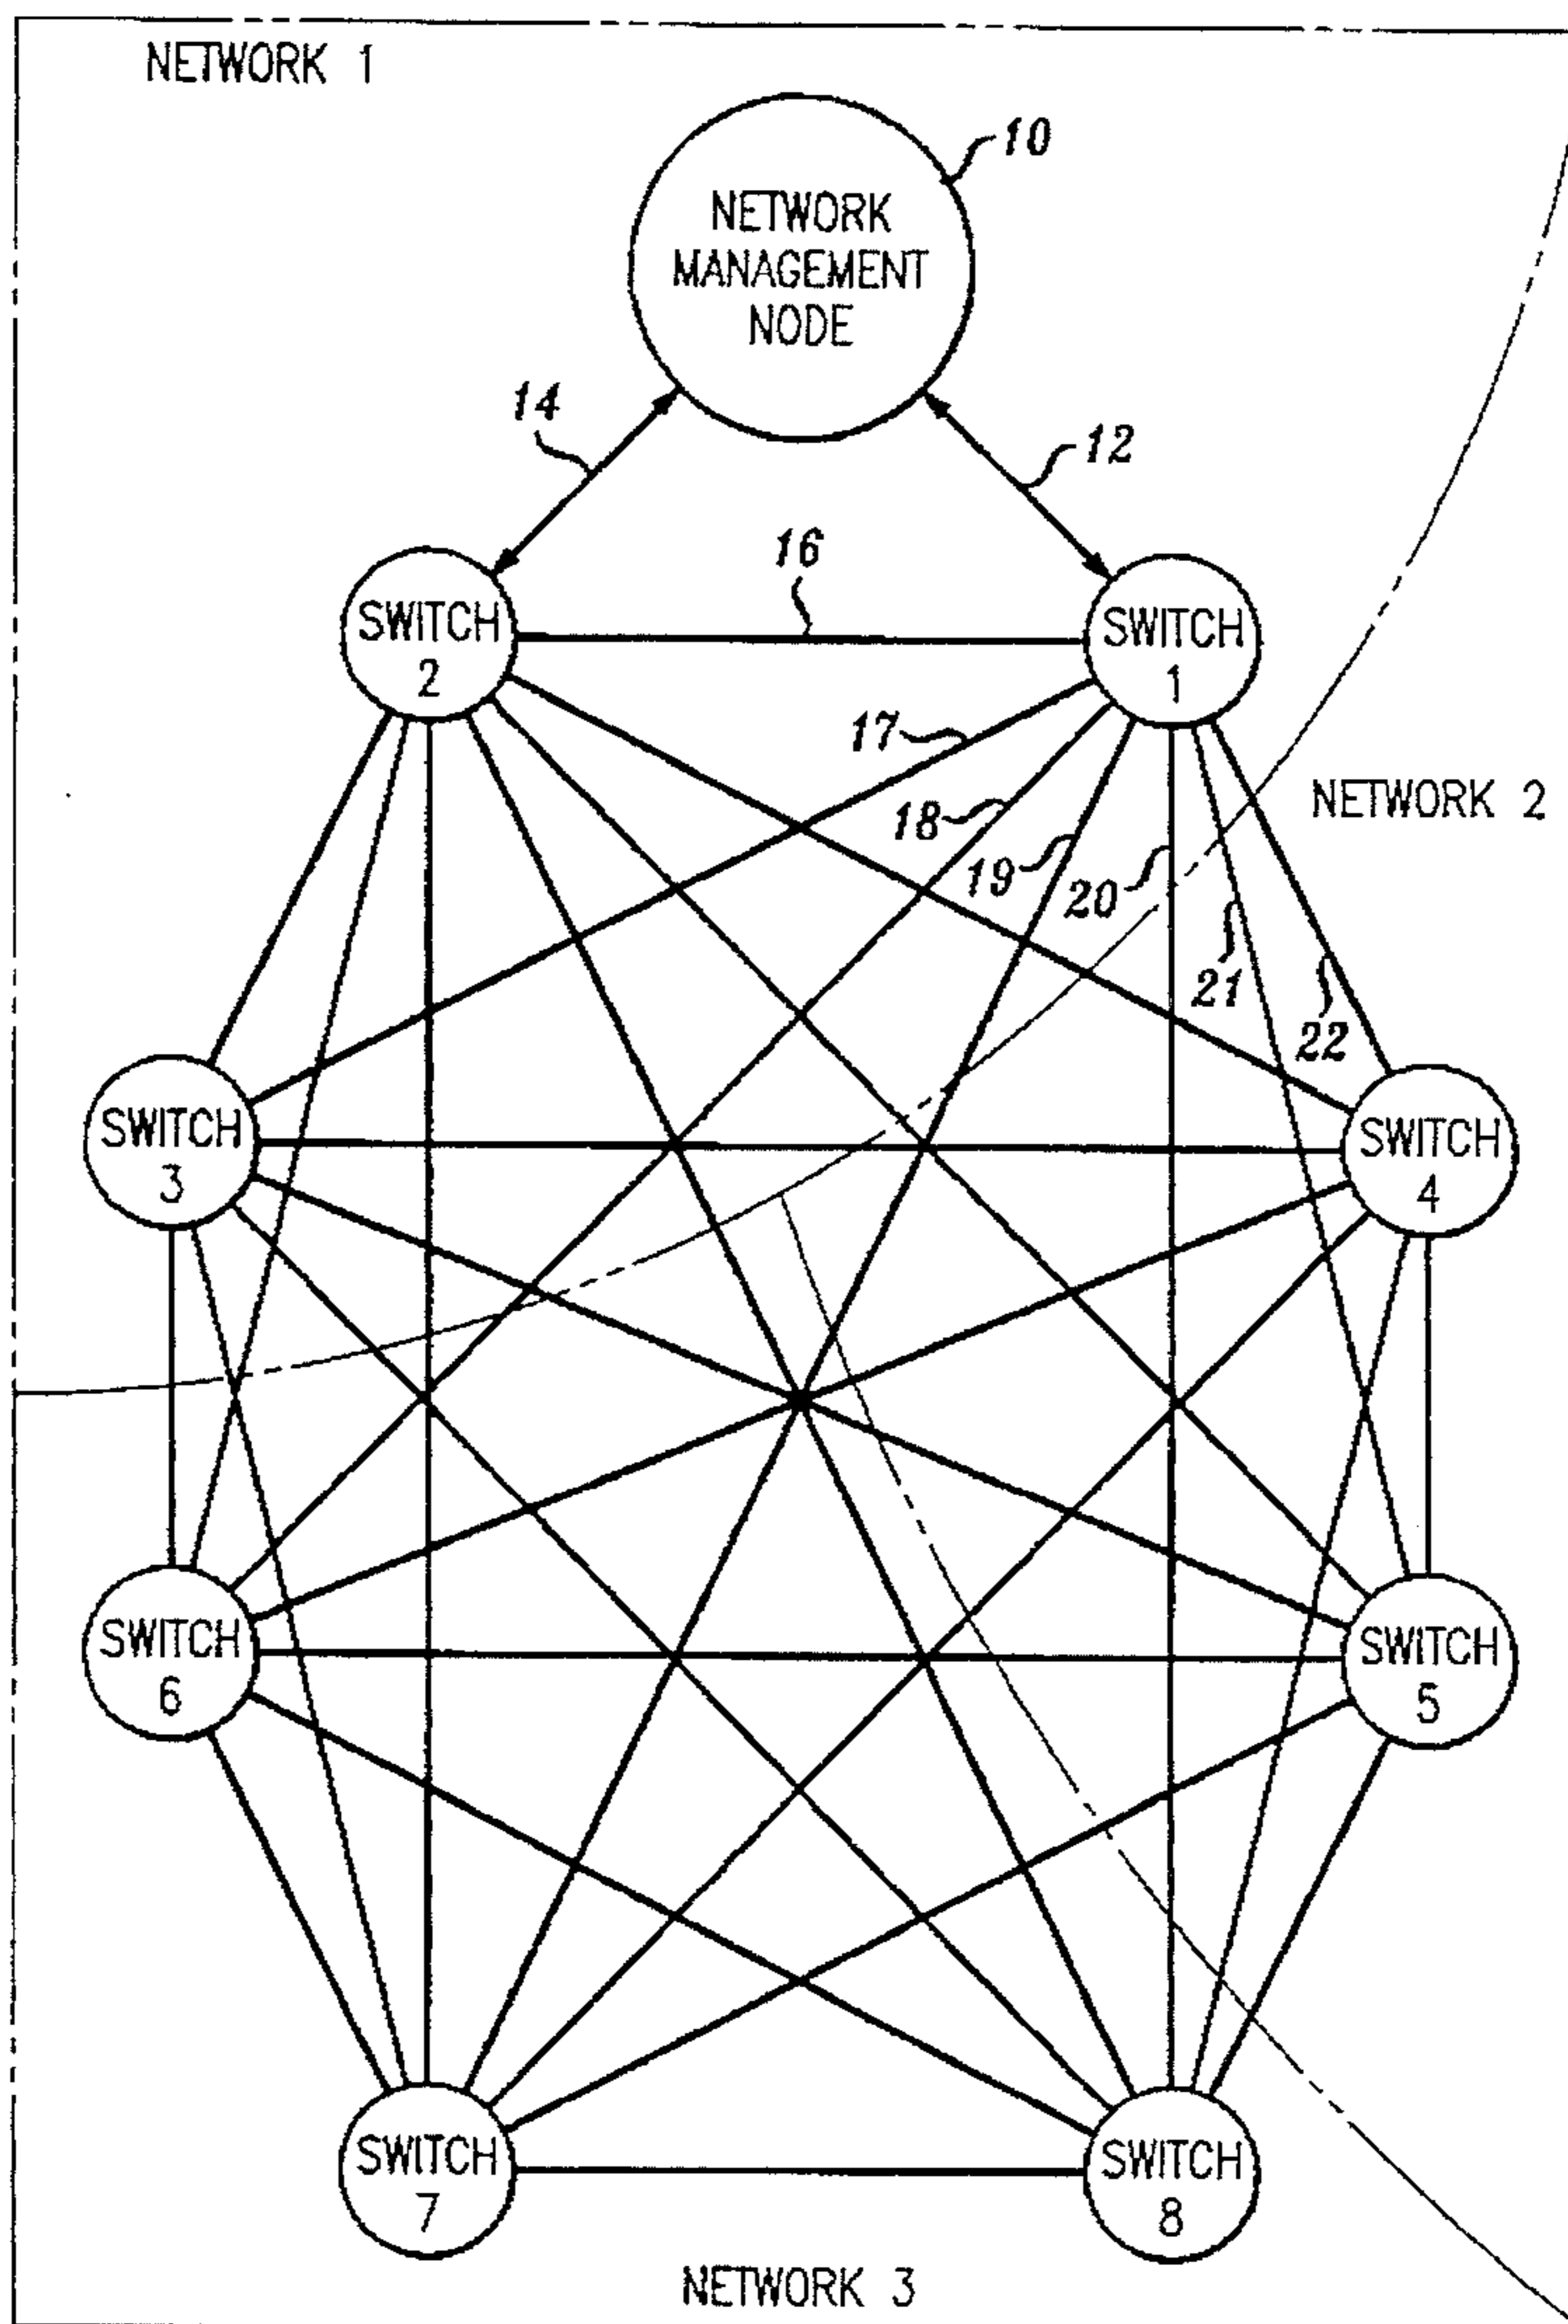 NETWORK 1
10
NETWORK
MANAGEMENT
NODE
14
12
16
SWITCH
2
SWITCH
1
17
18
19
20
21
22
NETWORK 2
SWITCH
3
SWITCH
4
SWITCH
6
SWITCH
5
SWITCH
7
SWITCH
8
NETWORK 3